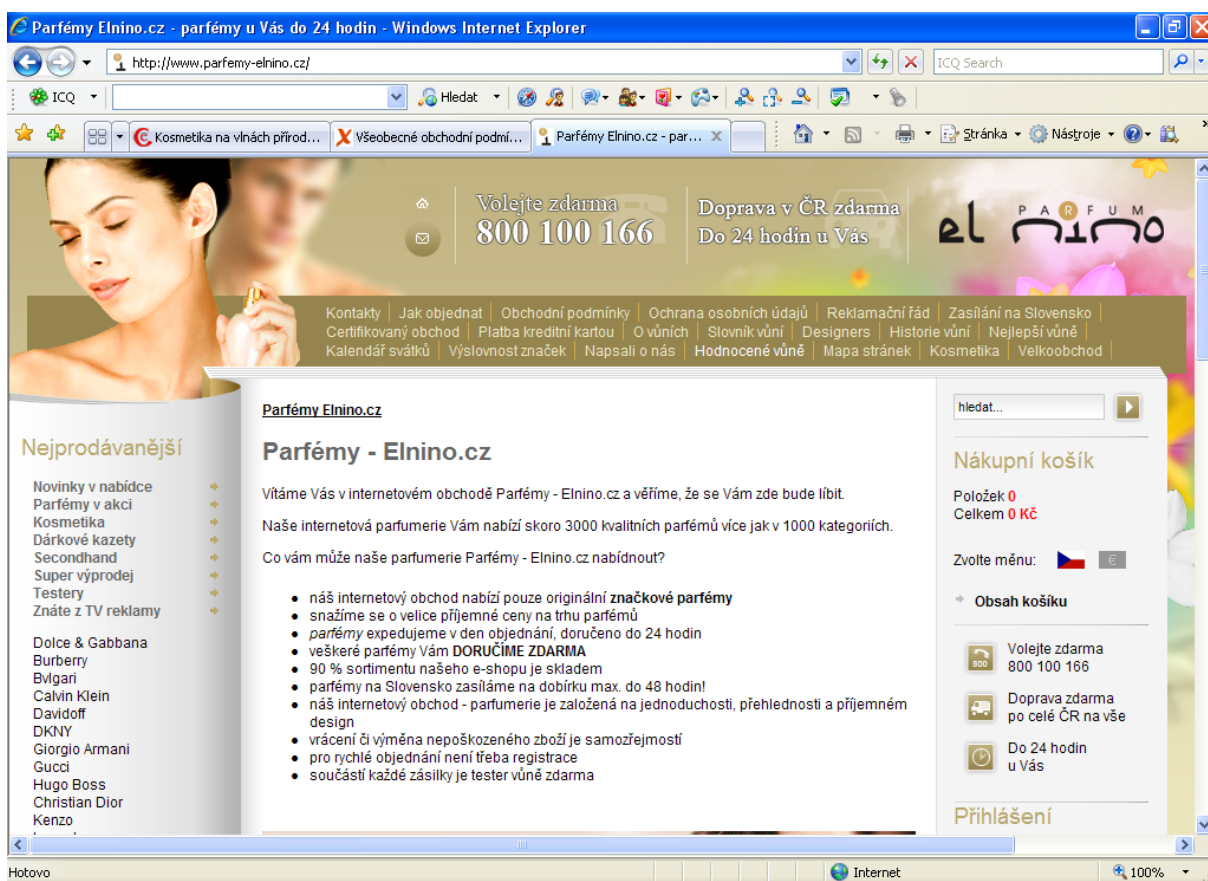 Parfémy Elnino.cz - parfémy u Vás do 24 hodin - Windows Internet Explorer
http://www.parfemy-elnino.cz/
ICQ Search
ICQ
Hledat
Kosmetika na vlnách přírod...
Všeobecné obchodní podmí...
Parfémy Elnino.cz - par...
Stránka
Nástroje
Volejte zdarma
800 100 166
Doprava v ČR zdarma
Do 24 hodin u Vás
PARFUM
el nino
Kontakty | Jak objednat | Obchodní podmínky | Ochrana osobních údajů | Reklamační řád | Zasílání na Slovensko |
Certifikovaný obchod | Platba kreditní kartou | O vůních | Slovník vůní | Designers | Historie vůní | Nejlepší vůně |
Kalendář svátků | Výslovnost značek | Napsali o nás | Hodnocené vůně | Mapa stránek | Kosmetika | Velkoobchod |
Nejprodávanější
Novinky v nabídce
Parfémy v akci
Kosmetika
Dárkové kazety
Secondhand
Super výprodej
Testery
Znáte z TV reklamy
Dolce & Gabbana
Burberry
Bvlgari
Calvin Klein
Davidoff
DKNY
Giorgio Armani
Gucci
Hugo Boss
Christian Dior
Kenzo
Parfémy Elnino.cz
Parfémy - Elnino.cz
Vítáme Vás v internetovém obchodě Parfémy - Elnino.cz a věříme, že se Vám zde bude líbit.
Naše internetová parfumerie Vám nabízí skoro 3000 kvalitních parfémů více jak v 1000 kategoriích.
Co vám může naše parfumerie Parfémy - Elnino.cz nabídnout?
● náš internetový obchod nabízí pouze originální značkové parfémy
● snažíme se o velice příjemné ceny na trhu parfémů
● parfémy expedujeme v den objednání, doručeno do 24 hodin
● veškeré parfémy Vám DORUČÍME ZDARMA
● 90 % sortimentu našeho e-shopu je skladem
● parfémy na Slovensko zasíláme na dobírku max. do 48 hodin!
● náš internetový obchod - parfumerie je založená na jednoduchosti, přehlednosti a příjemném
design
● vrácení či výměna nepoškozeného zboží je samozřejmostí
● pro rychlé objednání není třeba registrace
● součástí každé zásilky je tester vůně zdarma
hledat...
Nákupní košík
Položek 0
Celkem 0 Kč
Zvolte měnu: €
Obsah košíku
800
Volejte zdarma
800 100 166
Doprava zdarma
po celé ČR na vše
Do 24 hodin
u Vás
Přihlášení
Hotovo
Internet
100%